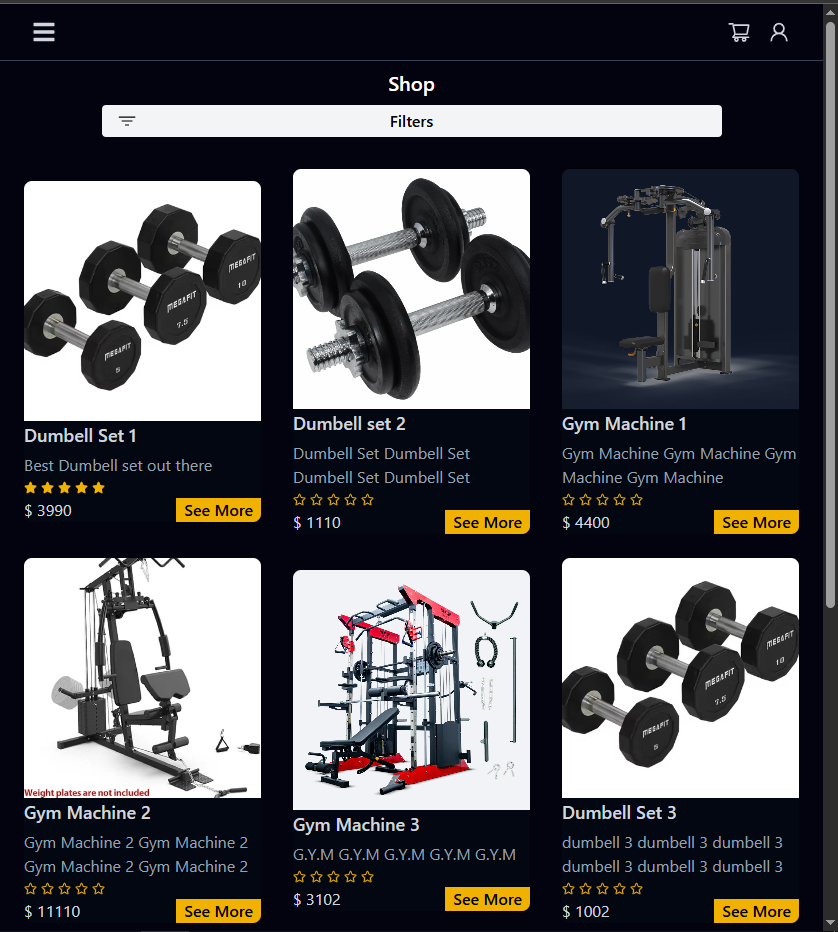 Shop
Filters
MEGAFIT
10
MEGAFIT
7.5
MEGAFIT
5
Dumbell Set 1
Best Dumbell set out there
$ 3990
See More
Dumbell set 2
Dumbell Set Dumbell Set
Dumbell Set Dumbell Set
$ 1110
See More
Gym Machine 1
Gym Machine Gym Machine Gym
Machine Gym Machine
$ 4400
See More
Weight plates are not included
Gym Machine 2
Gym Machine 2 Gym Machine 2
Gym Machine 2 Gym Machine 2
$ 11110
See More
Gym Machine 3
G.Y.M G.Y.M G.Y.M G.Y.M G.Y.M
$ 3102
See More
MEGAFIT
10
MEGAFIT
7.5
MEGAFIT
5
Dumbell Set 3
dumbell 3 dumbell 3 dumbell 3
dumbell 3 dumbell 3 dumbell 3
$ 1002
See More